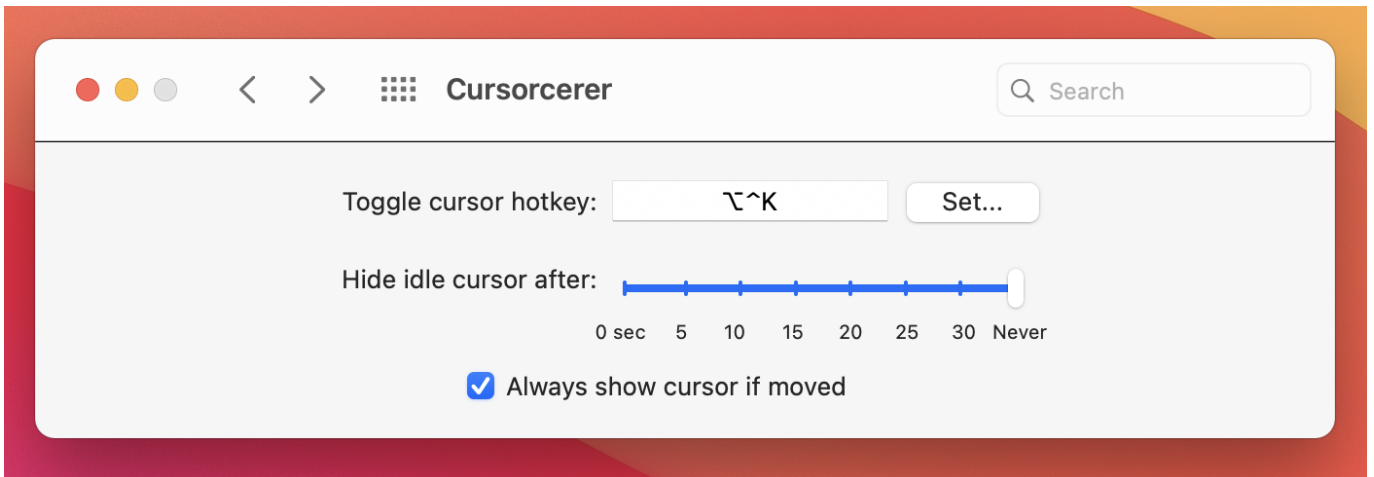 Cursorcerer
Search
Toggle cursor hotkey: ⌥^K Set...
Hide idle cursor after:
0 sec 5 10 15 20 25 30 Never
Always show cursor if moved